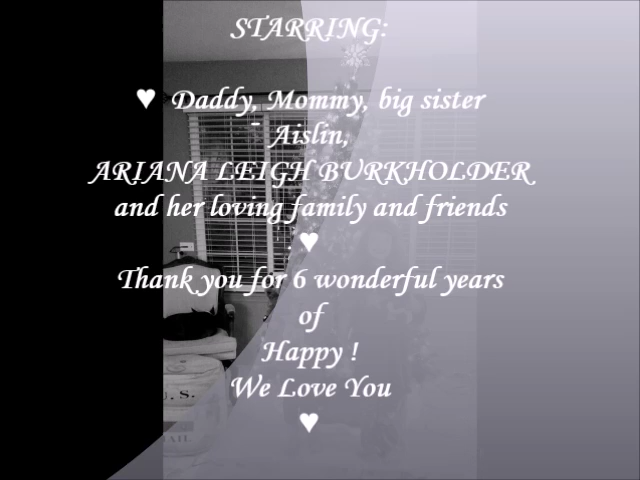 STARRING:
♥ Daddy, Mommy, big sister
Aislin,
ARIANA LEIGH BURKHOLDER
and her loving family and friends
♥
Thank you for 6 wonderful years
of
Happy !
We Love You
♥
U.S.
MAIL